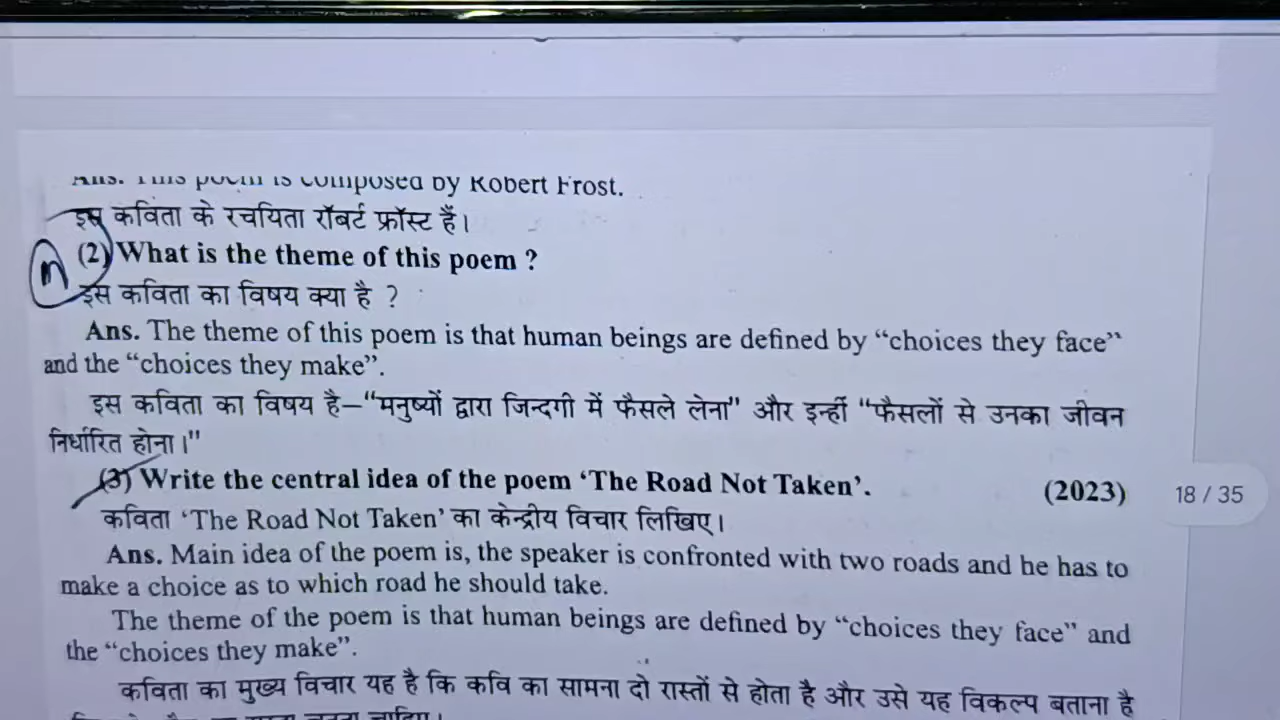 Ans. This poem is composed by Robert Frost.
इस कविता के रचयिता रॉबर्ट फ्रॉस्ट हैं।
(2) What is the theme of this poem ?
इस कविता का विषय क्या है ?
Ans. The theme of this poem is that human beings are defined by “choices they face”
and the “choices they make”.
इस कविता का विषय है–“मनुष्यों द्वारा जिन्दगी में फैसले लेना” और इन्हीं “फैसलों से उनका जीवन
निर्धारित होना।”
(3) Write the central idea of the poem ‘The Road Not Taken’. (2023)
18 / 35
कविता ‘The Road Not Taken’ का केन्द्रीय विचार लिखिए।
Ans. Main idea of the poem is, the speaker is confronted with two roads and he has to
make a choice as to which road he should take.
The theme of the poem is that human beings are defined by “choices they face” and
the “choices they make”.
कविता का मुख्य विचार यह है कि कवि का सामना दो रास्तों से होता है और उसे यह विकल्प बताना है
चाहिए।